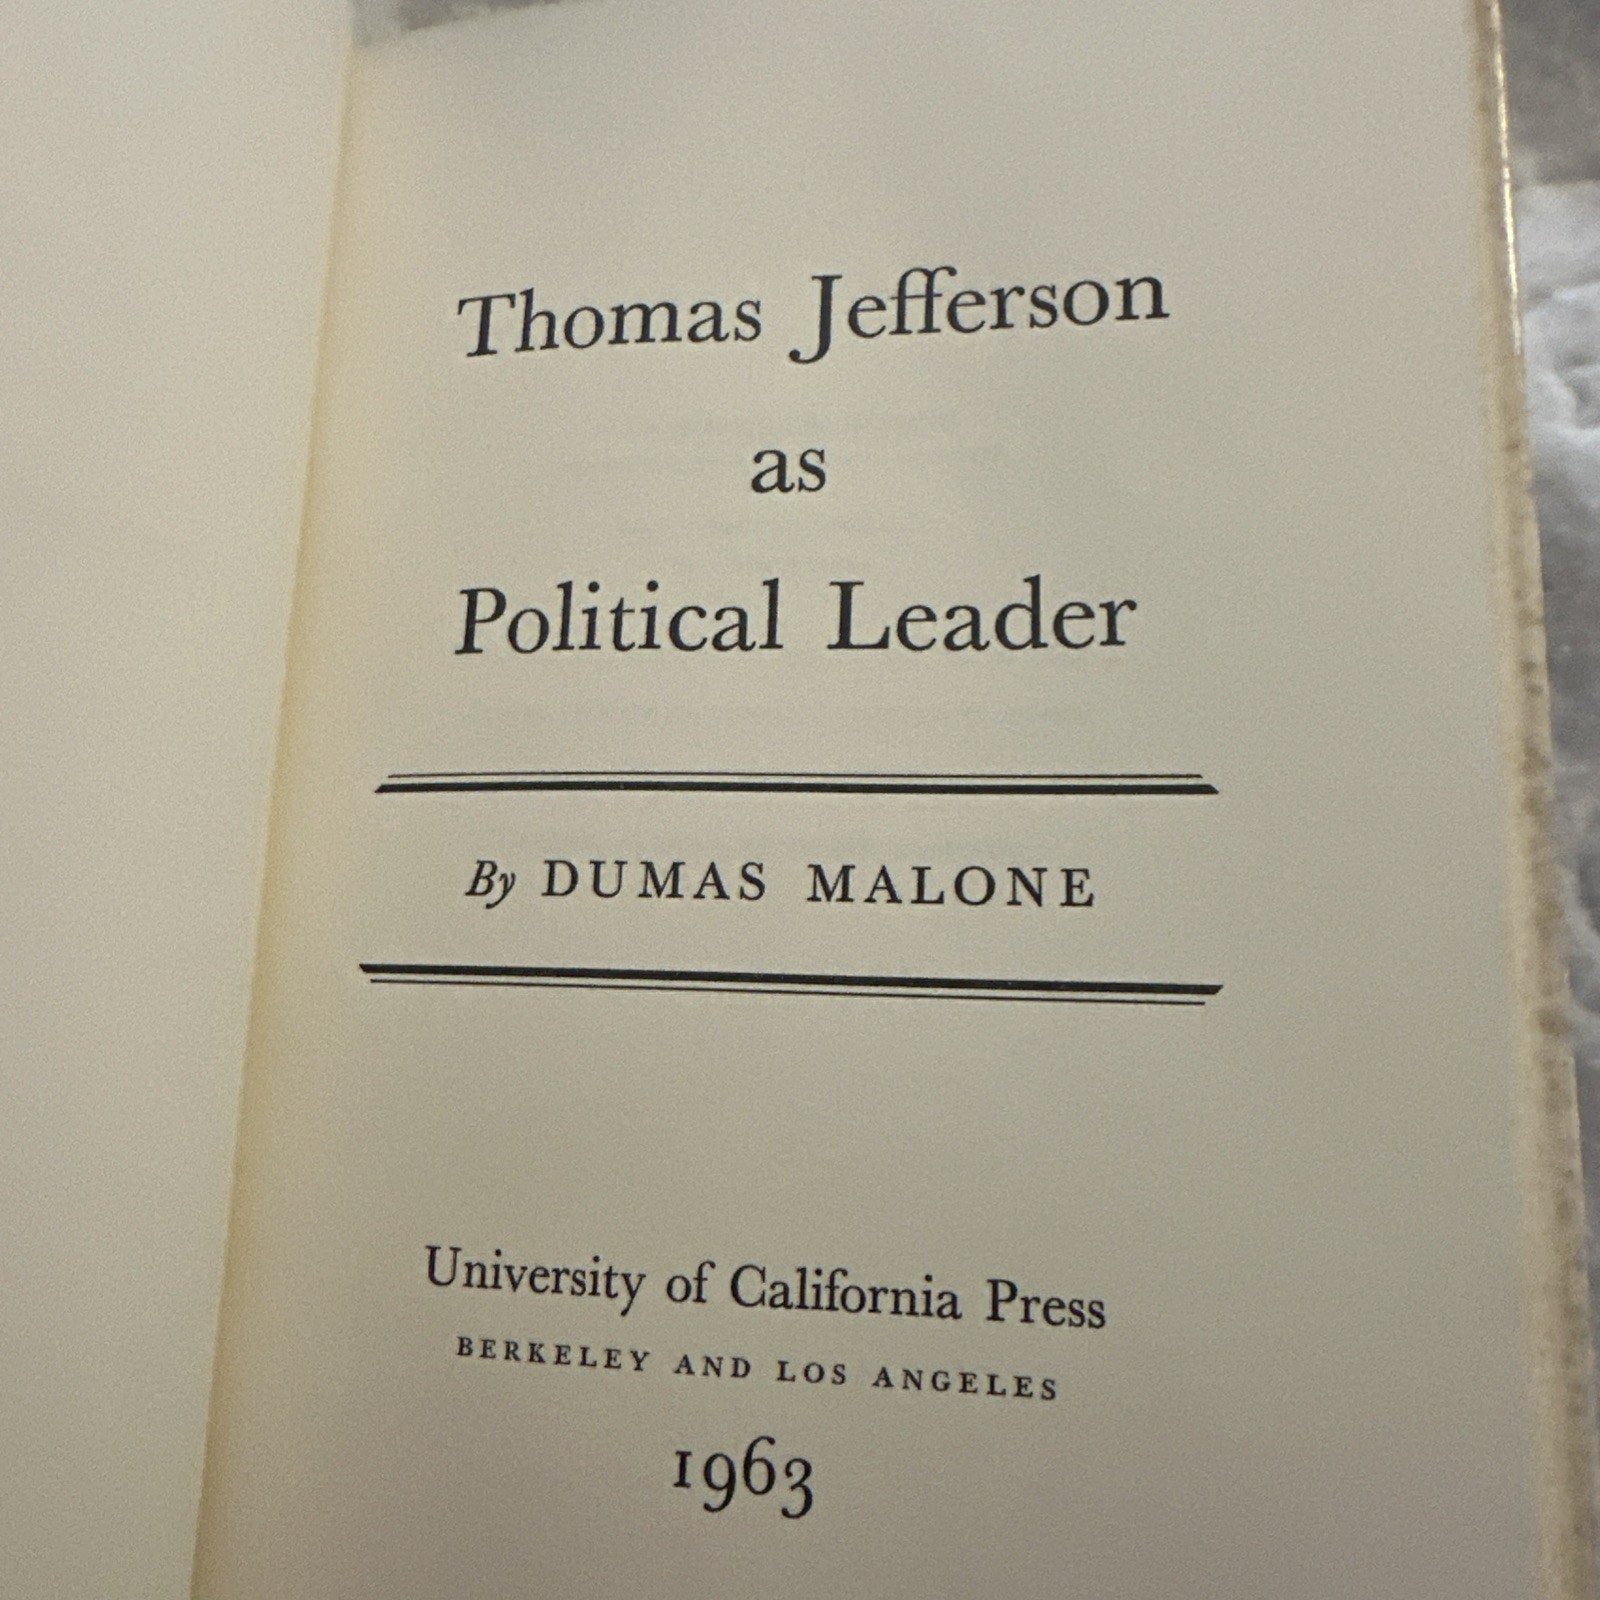 Thomas Jefferson
as
Political Leader
By DUMAS MALONE
University of California Press
BERKELEY AND LOS ANGELES
1963